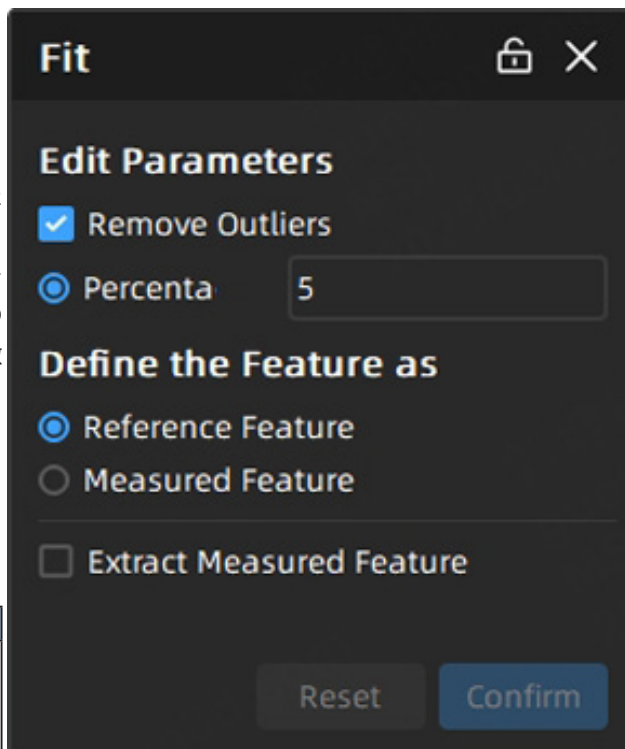 Fit
Edit Parameters
Remove Outliers
Percenta 5
Define the Feature as
Reference Feature
Measured Feature
Extract Measured Feature
Reset Confirm